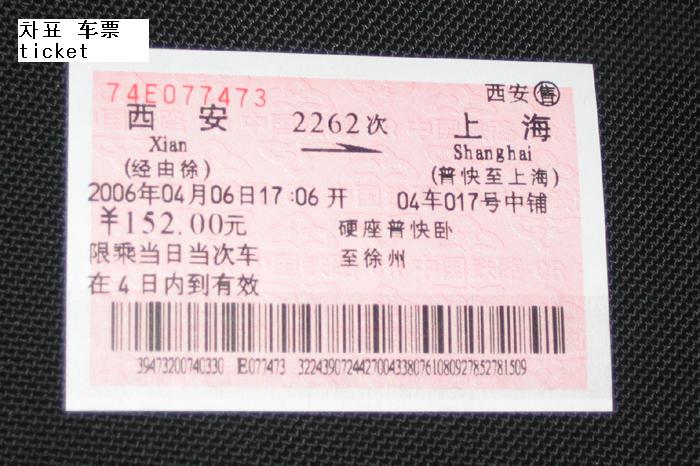 차표 车票
ticket
74E077473
西安售
西安 2262次 上海
Xian Shanghai
(经由徐) (普快至上海)
2006年04月06日17:06开 04车017号中铺
¥152.00元 硬座普快卧
限乘当日当次车 至徐州
在4日内到有效
39473200740330 E077473 32243907244270043380761080927852781509